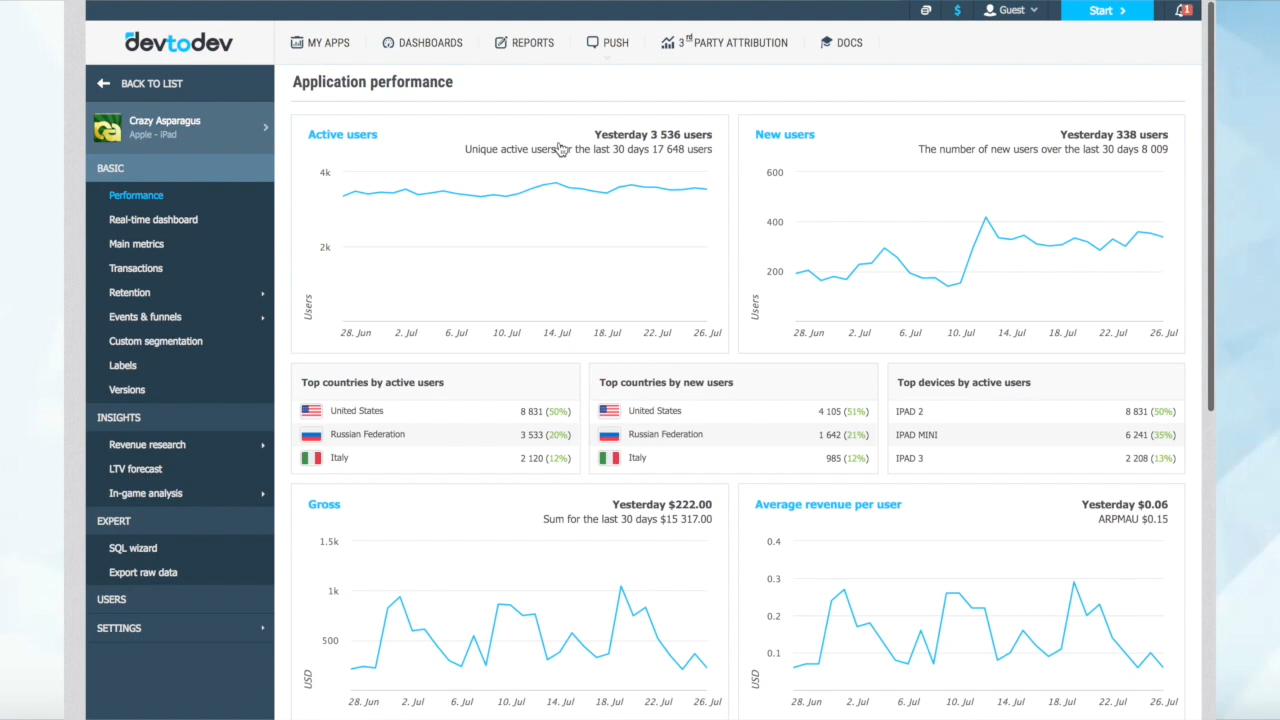 $
Guest
Start
1
devtodev
MY APPS
DASHBOARDS
REPORTS
PUSH
3rd PARTY ATTRIBUTION
DOCS
BACK TO LIST
Crazy Asparagus
Apple - iPad
BASIC
Performance
Real-time dashboard
Main metrics
Transactions
Retention
Events & funnels
Custom segmentation
Labels
Versions
INSIGHTS
Revenue research
LTV forecast
In-game analysis
EXPERT
SQL wizard
Export raw data
USERS
SETTINGS
Application performance
Active users
Yesterday 3 536 users
Unique active users for the last 30 days 17 648 users
4k
2k
Users
28. Jun 2. Jul 6. Jul 10. Jul 14. Jul 18. Jul 22. Jul 26. Jul
New users
Yesterday 338 users
The number of new users over the last 30 days 8 009
600
400
200
Users
28. Jun 2. Jul 6. Jul 10. Jul 14. Jul 18. Jul 22. Jul 26. Jul
Top countries by active users
United States 8 831 (50%)
Russian Federation 3 533 (20%)
Italy 2 120 (12%)
Top countries by new users
United States 4 105 (51%)
Russian Federation 1 642 (21%)
Italy 985 (12%)
Top devices by active users
IPAD 2 8 831 (50%)
IPAD MINI 6 241 (35%)
IPAD 3 2 208 (13%)
Gross
Yesterday $222.00
Sum for the last 30 days $15 317.00
1.5k
1k
500
USD
28. Jun 2. Jul 6. Jul 10. Jul 14. Jul 18. Jul 22. Jul 26. Jul
Average revenue per user
Yesterday $0.06
ARPMAU $0.15
0.4
0.3
0.2
0.1
USD
28. Jun 2. Jul 6. Jul 10. Jul 14. Jul 18. Jul 22. Jul 26. Jul